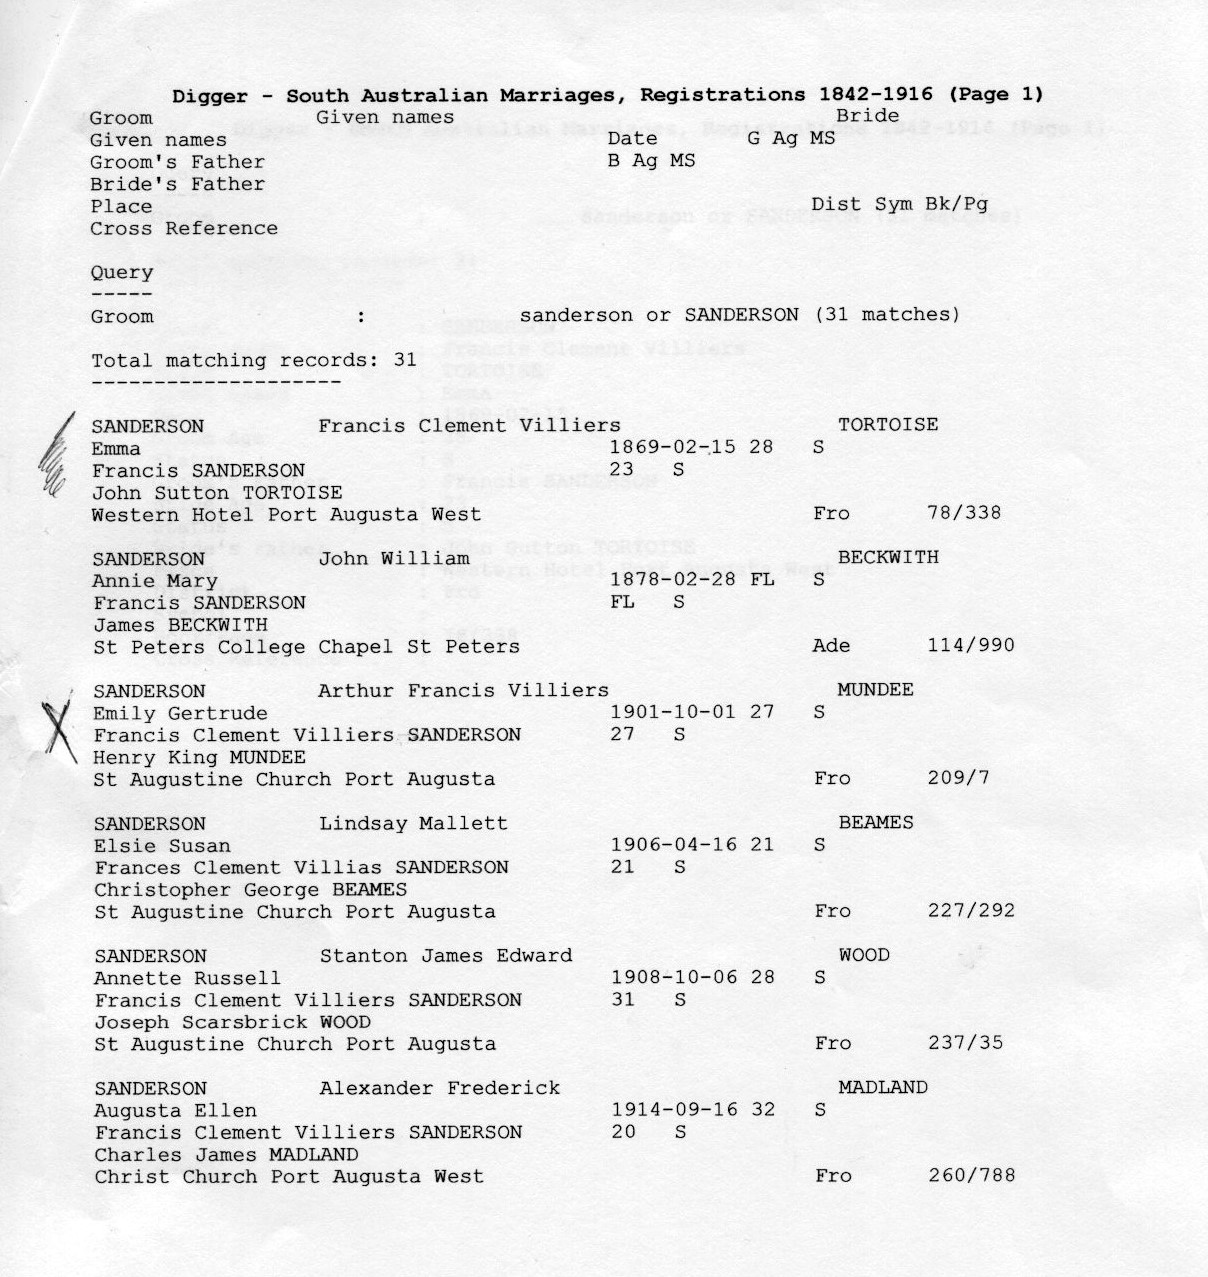 Digger - South Australian Marriages, Registrations 1842-1916 (Page 1)
Groom Given names Bride
Given names Date G Ag MS
Groom's Father B Ag MS
Bride's Father
Place Dist Sym Bk/Pg
Cross Reference
Query
-----
Groom : sanderson or SANDERSON (31 matches)
Total matching records: 31
--------------------
SANDERSON Francis Clement Villiers TORTOISE
Emma 1869-02-15 28 S
Francis SANDERSON 23 S
John Sutton TORTOISE
Western Hotel Port Augusta West Fro 78/338
SANDERSON John William BECKWITH
Annie Mary 1878-02-28 FL S
Francis SANDERSON FL S
James BECKWITH
St Peters College Chapel St Peters Ade 114/990
SANDERSON Arthur Francis Villiers MUNDEE
Emily Gertrude 1901-10-01 27 S
Francis Clement Villiers SANDERSON 27 S
Henry King MUNDEE
St Augustine Church Port Augusta Fro 209/7
SANDERSON Lindsay Mallett BEAMES
Elsie Susan 1906-04-16 21 S
Frances Clement Villias SANDERSON 21 S
Christopher George BEAMES
St Augustine Church Port Augusta Fro 227/292
SANDERSON Stanton James Edward WOOD
Annette Russell 1908-10-06 28 S
Francis Clement Villiers SANDERSON 31 S
Joseph Scarsbrick WOOD
St Augustine Church Port Augusta Fro 237/35
SANDERSON Alexander Frederick MADLAND
Augusta Ellen 1914-09-16 32 S
Francis Clement Villiers SANDERSON 20 S
Charles James MADLAND
Christ Church Port Augusta West Fro 260/788